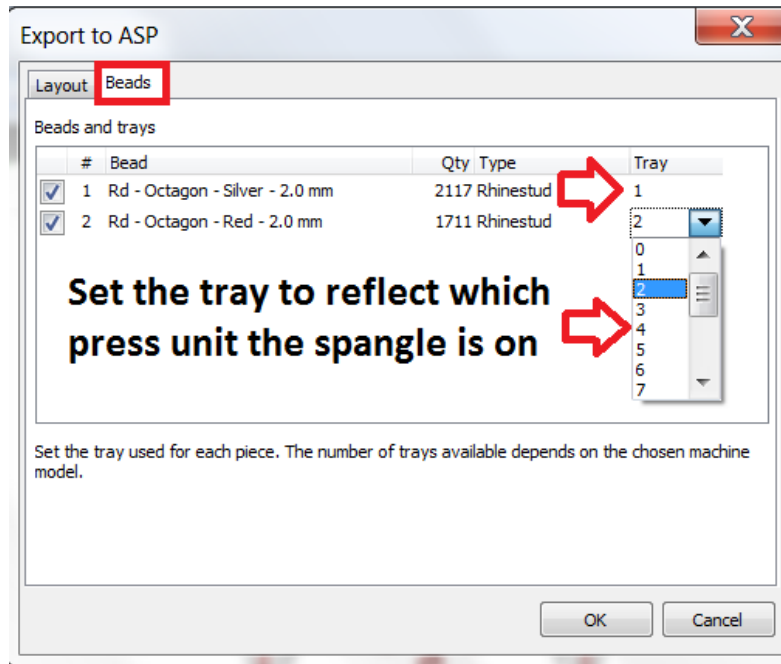 Export to ASP
Layout Beads
Beads and trays
# Bead Qty Type Tray
1 Rd - Octagon - Silver - 2.0 mm 2117 Rhinestud 1
2 Rd - Octagon - Red - 2.0 mm 1711 Rhinestud 2
0
1
2
3
4
5
6
7
Set the tray to reflect which
press unit the spangle is on
Set the tray used for each piece. The number of trays available depends on the chosen machine
model.
OK Cancel